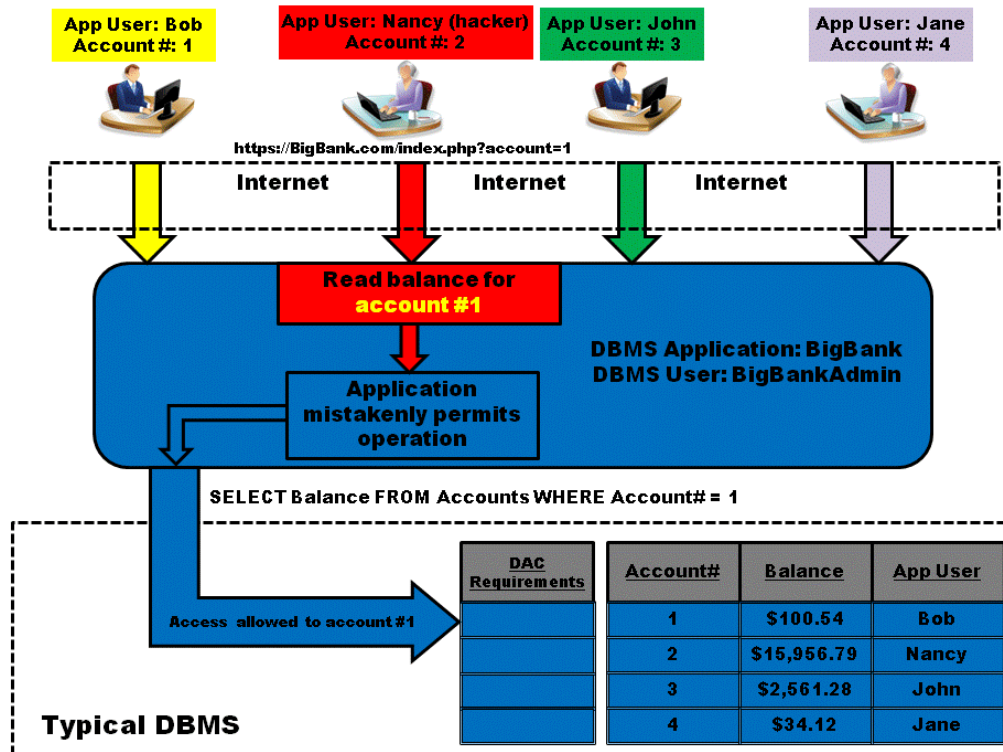 App User: Bob
Account #: 1
App User: Nancy (hacker)
Account #: 2
App User: John
Account #: 3
App User: Jane
Account #: 4
https://BigBank.com/index.php?account=1
Internet
Internet
Internet
Read balance for
account #1
DBMS Application: BigBank
DBMS User: BigBankAdmin
Application
mistakenly permits
operation
SELECT Balance FROM Accounts WHERE Account# = 1
Access allowed to account #1
DAC
Requirements
Account# Balance App User
1 $100.54 Bob
2 $15,956.79 Nancy
3 $2,561.28 John
4 $34.12 Jane
Typical DBMS